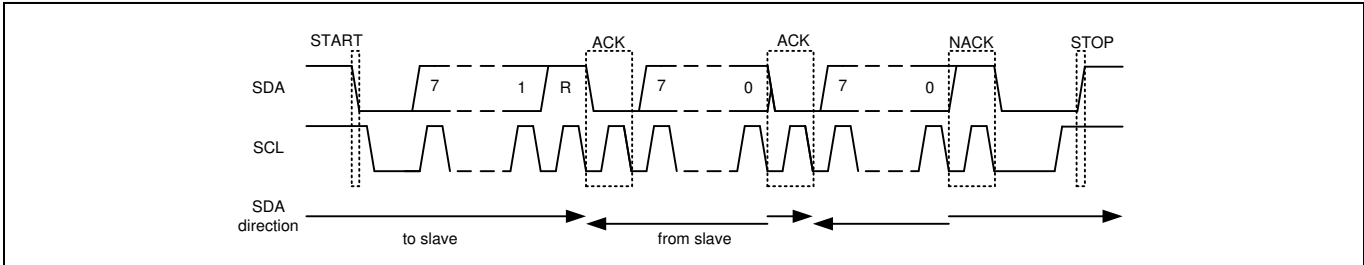 START ACK ACK NACK STOP
SDA 7 1 R 7 0 7 0
SCL
SDA
direction
to slave from slave